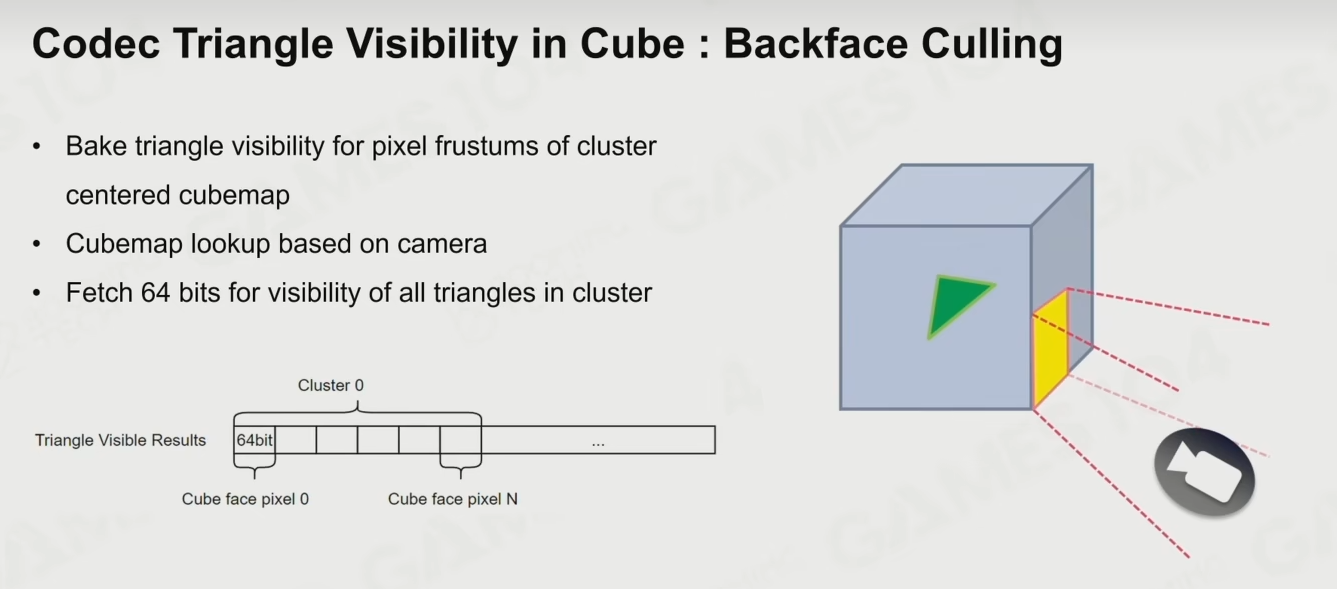 Codec Triangle Visibility in Cube : Backface Culling
• Bake triangle visibility for pixel frustums of cluster
centered cubemap
• Cubemap lookup based on camera
• Fetch 64 bits for visibility of all triangles in cluster
Cluster 0
Triangle Visible Results 64bit ...
Cube face pixel 0 Cube face pixel N
GAMES104